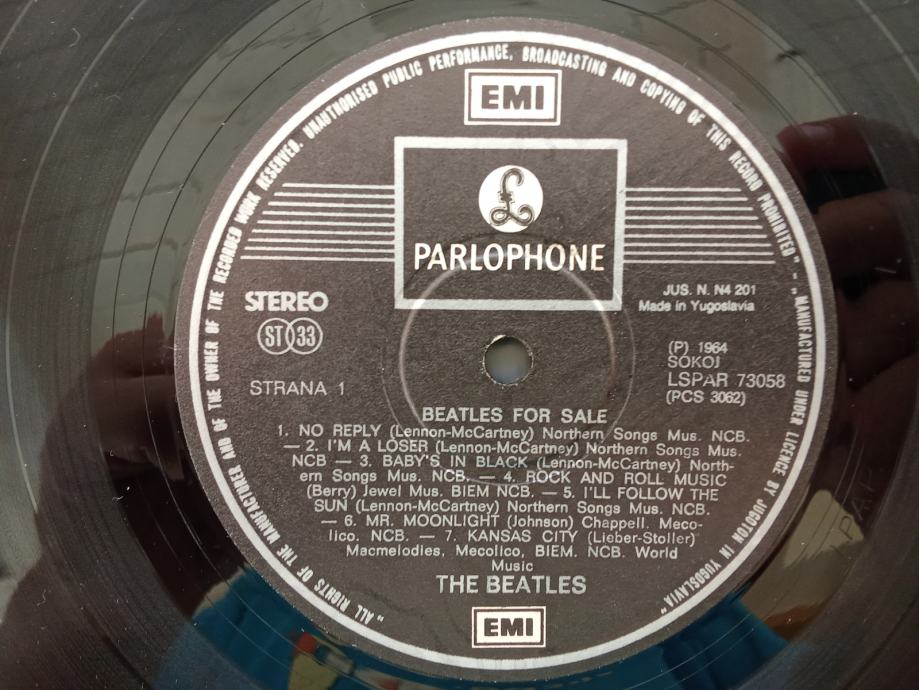 "ALL RIGHTS OF THE MANUFACTURER AND OF THE OWNER OF THE RECORDED WORK RESERVED. UNAUTHORISED PUBLIC PERFORMANCE, BROADCASTING AND COPYING OF THIS RECORD PROHIBITED" - "MANUFACTURED UNDER LICENCE BY JUGOTON IN YUGOSLAVIA"
EMI
£
PARLOPHONE
STEREO
ST 33
STRANA 1
JUS. N. N4 201
Made in Yugoslavia
(P) 1964
SOKOJ
LSPAR 73058
(PCS 3062)
BEATLES FOR SALE
1. NO REPLY (Lennon-McCartney) Northern Songs Mus. NCB.
— 2. I'M A LOSER (Lennon-McCartney) Northern Songs Mus.
NCB — 3. BABY'S IN BLACK (Lennon-McCartney) North-
ern Songs Mus. NCB. — 4. ROCK AND ROLL MUSIC
(Berry) Jewel Mus. BIEM NCB. — 5. I'LL FOLLOW THE
SUN (Lennon-McCartney) Northern Songs Mus. NCB.
— 6. MR. MOONLIGHT (Johnson) Chappell. Meco-
lico. NCB. — 7. KANSAS CITY (Lieber-Stoller)
Macmelodies, Mecolico, BIEM. NCB. World
Music
THE BEATLES
EMI